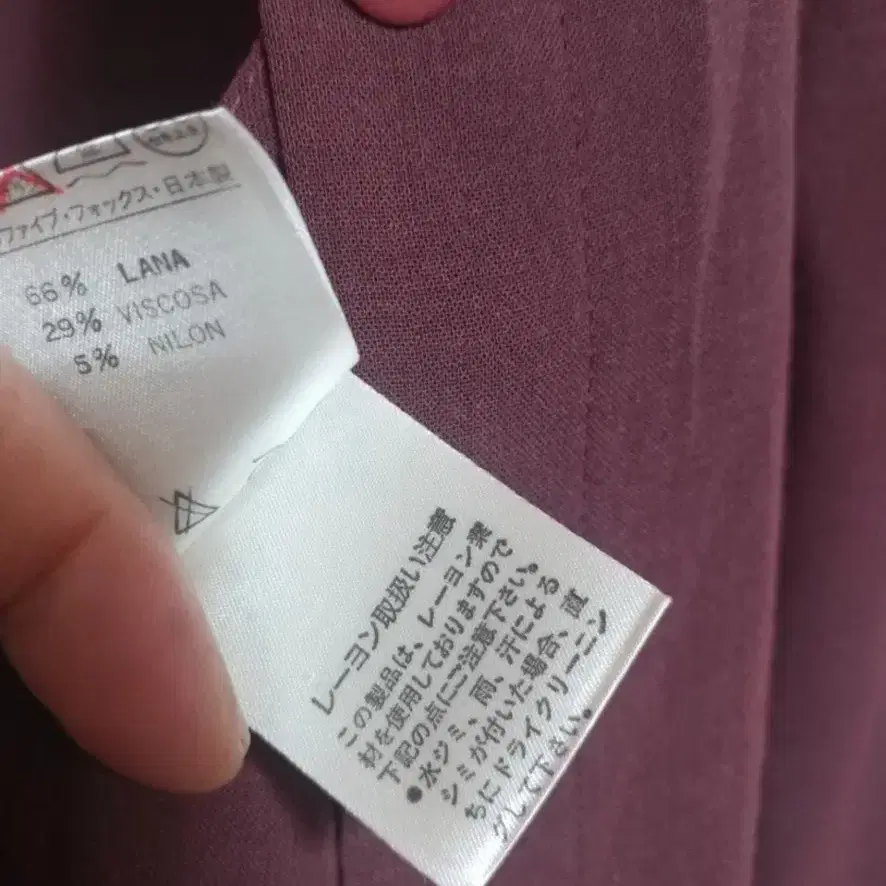 ファイブ・フォックス・日本製
66% LANA
29% VISCOSA
5% NILON
レーヨン取扱い注意
この製品は、レーヨン素
材を使用しておりますので
下記の点にご注意下さい。
●水ジミ、雨、汗による
シミが付いた場合、直
ちにドライクリーニン
グして下さい。